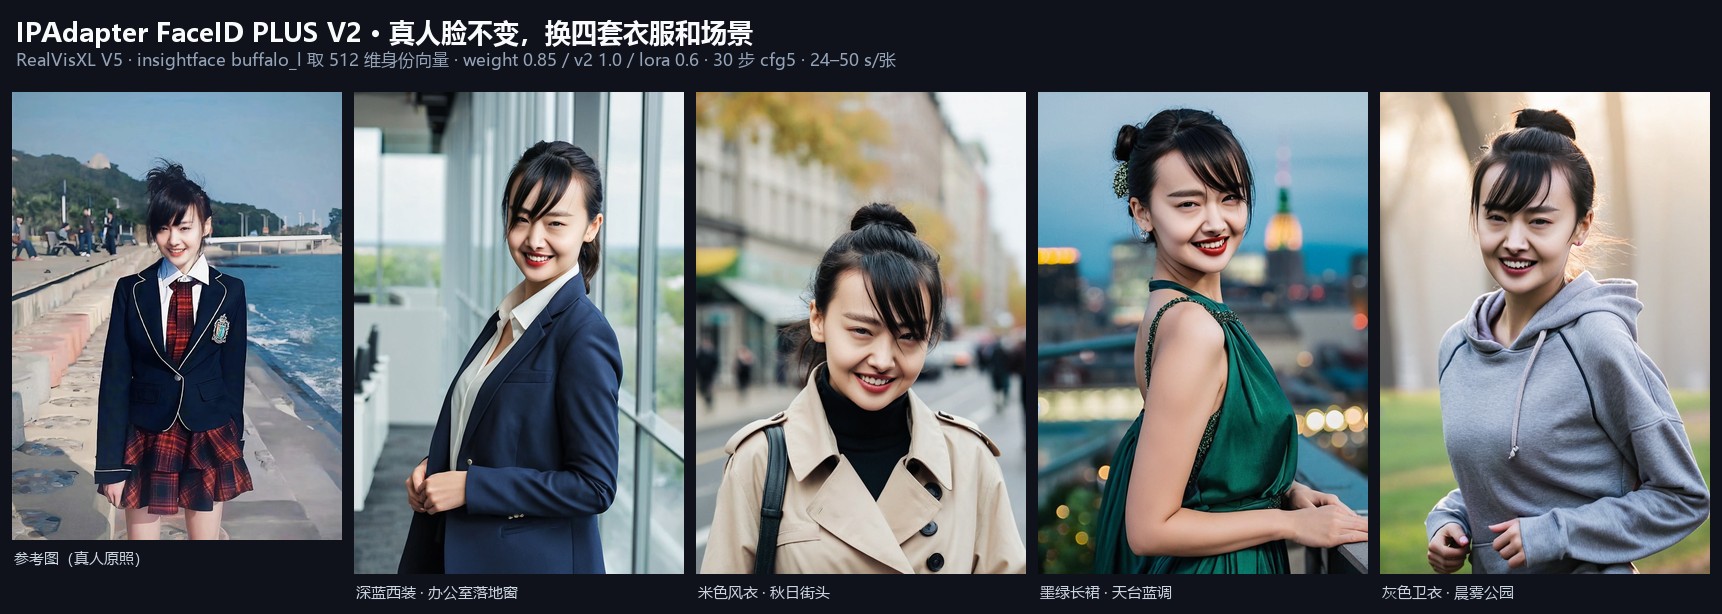 IPAdapter FaceID PLUS V2 • 真人脸不变，换四套衣服和场景
RealVisXL V5 · insightface buffalo_l 取 512 维身份向量 · weight 0.85 / v2 1.0 / lora 0.6 · 30 步 cfg5 · 24–50 s/张
参考图（真人原照）
深蓝西装 · 办公室落地窗
米色风衣 · 秋日街头
墨绿长裙 · 天台蓝调
灰色卫衣 · 晨雾公园